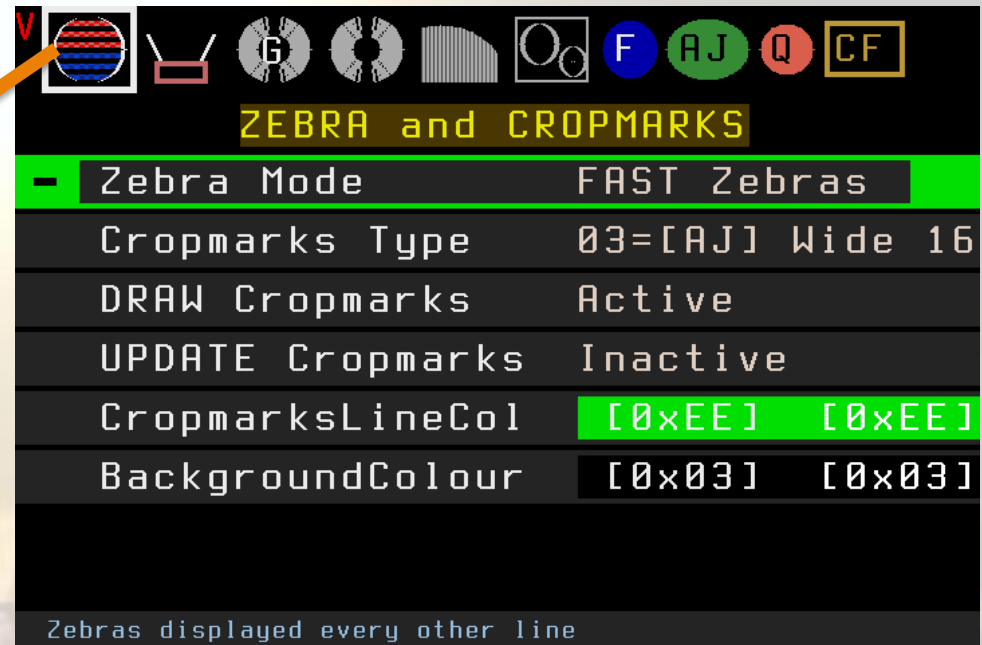 V G F AJ Q CF
ZEBRA and CROPMARKS
Zebra Mode FAST Zebras
Cropmarks Type 03=[AJ] Wide 16
DRAW Cropmarks Active
UPDATE Cropmarks Inactive
CropmarksLineCol [0xEE] [0xEE]
BackgroundColour [0x03] [0x03]
Zebras displayed every other line